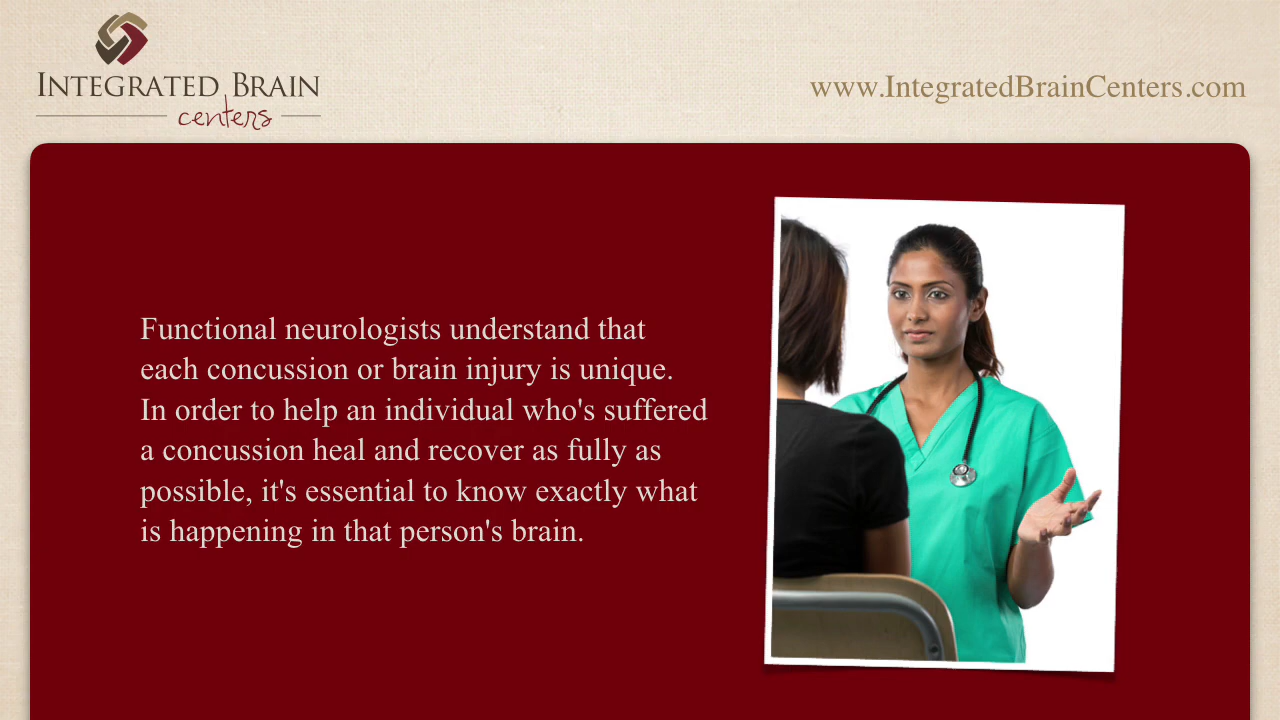 INTEGRATED BRAIN
centers
www.IntegratedBrainCenters.com
Functional neurologists understand that
each concussion or brain injury is unique.
In order to help an individual who's suffered
a concussion heal and recover as fully as
possible, it's essential to know exactly what
is happening in that person's brain.